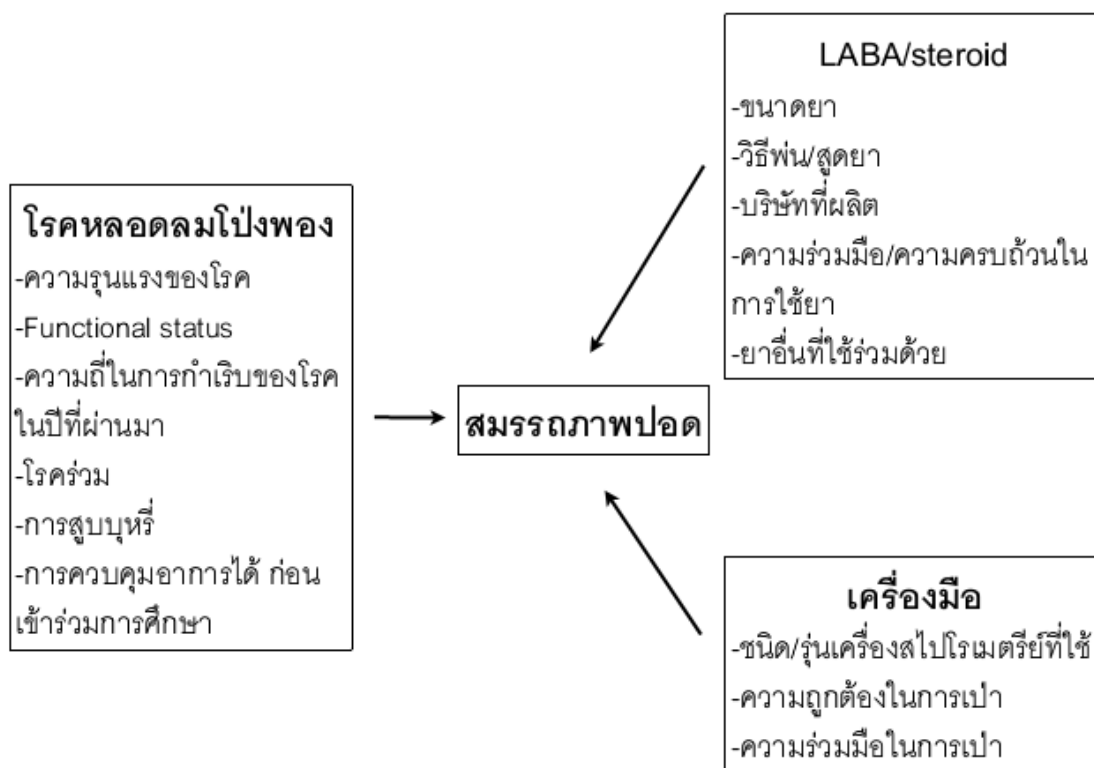 LABA/steroid
-ขนาดยา
-วิธีพ่น/สูดยา
-บริษัทที่ผลิต
-ความร่วมมือ/ความครบถ้วนใน
การใช้ยา
-ยาอื่นที่ใช้ร่วมด้วย
โรคหลอดลมโป่งพอง
-ความรุนแรงของโรค
-Functional status
-ความถี่ในการกำเริบของโรค
ในปีที่ผ่านมา
-โรคร่วม
-การสูบบุหรี่
-การควบคุมอาการได้ ก่อน
เข้าร่วมการศึกษา
สมรรถภาพปอด
เครื่องมือ
-ชนิด/รุ่นเครื่องสไปโรเมตรีย์ที่ใช้
-ความถูกต้องในการเป่า
-ความร่วมมือในการเป่า